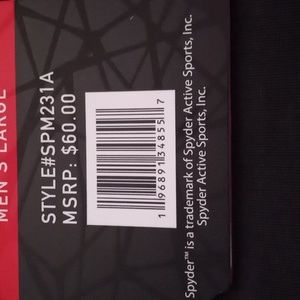 MEN'S LARGE
STYLE#SPM231A
MSRP: $60.00
1 96891 34855 7
Spyder™ is a trademark of Spyder Active Sports, Inc.
Spyder Active Sports, Inc.